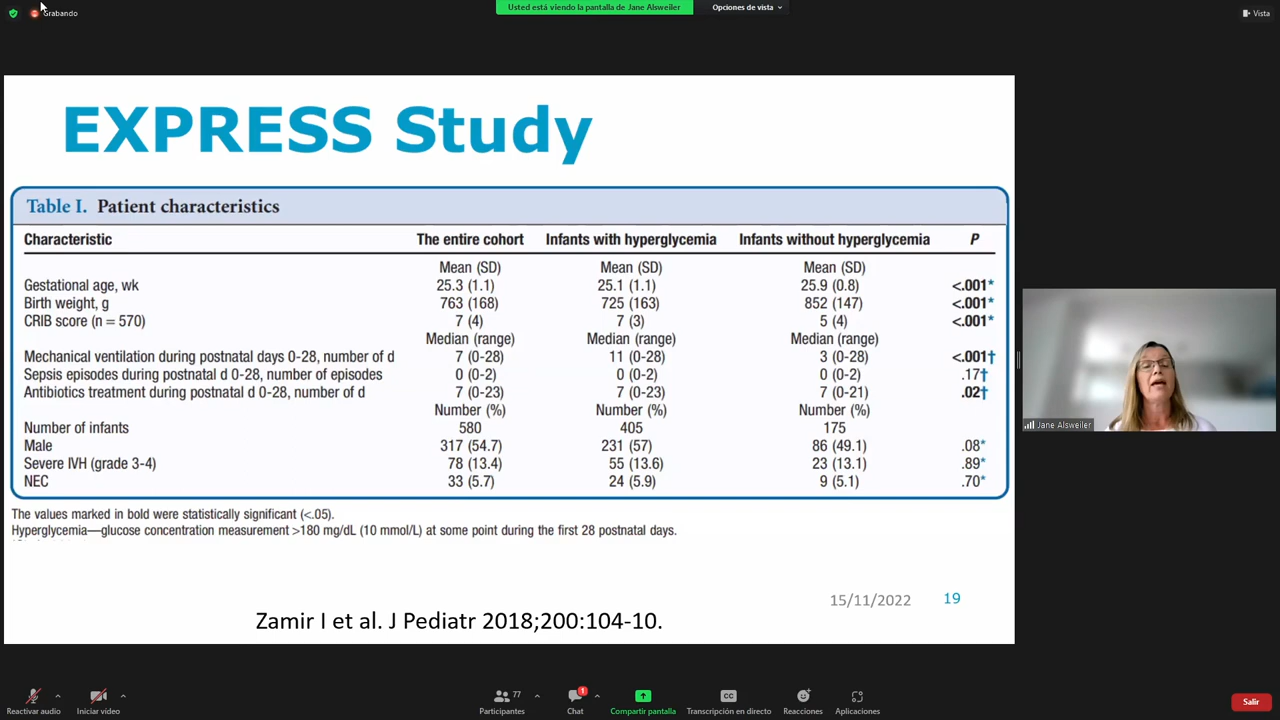 Grabando
Usted está viendo la pantalla de Jane Alsweiler
Opciones de vista
Vista
EXPRESS Study
Table I. Patient characteristics
Characteristic The entire cohort Infants with hyperglycemia Infants without hyperglycemia P
Mean (SD) Mean (SD) Mean (SD)
Gestational age, wk 25.3 (1.1) 25.1 (1.1) 25.9 (0.8) <.001*
Birth weight, g 763 (168) 725 (163) 852 (147) <.001*
CRIB score (n = 570) 7 (4) 7 (3) 5 (4) <.001*
Median (range) Median (range) Median (range)
Mechanical ventilation during postnatal days 0-28, number of d 7 (0-28) 11 (0-28) 3 (0-28) <.001†
Sepsis episodes during postnatal d 0-28, number of episodes 0 (0-2) 0 (0-2) 0 (0-2) .17†
Antibiotics treatment during postnatal d 0-28, number of d 7 (0-23) 7 (0-23) 7 (0-21) .02†
Number (%) Number (%) Number (%)
Number of infants 580 405 175
Male 317 (54.7) 231 (57) 86 (49.1) .08*
Severe IVH (grade 3-4) 78 (13.4) 55 (13.6) 23 (13.1) .89*
NEC 33 (5.7) 24 (5.9) 9 (5.1) .70*
The values marked in bold were statistically significant (<.05).
Hyperglycemia—glucose concentration measurement >180 mg/dL (10 mmol/L) at some point during the first 28 postnatal days.
15/11/2022 19
Zamir I et al. J Pediatr 2018;200:104-10.
Jane Alsweiler
77
1
CC
Reactivar audio
Iniciar video
Participantes
Chat
Compartir pantalla
Transcripción en directo
Reacciones
Aplicaciones
Salir